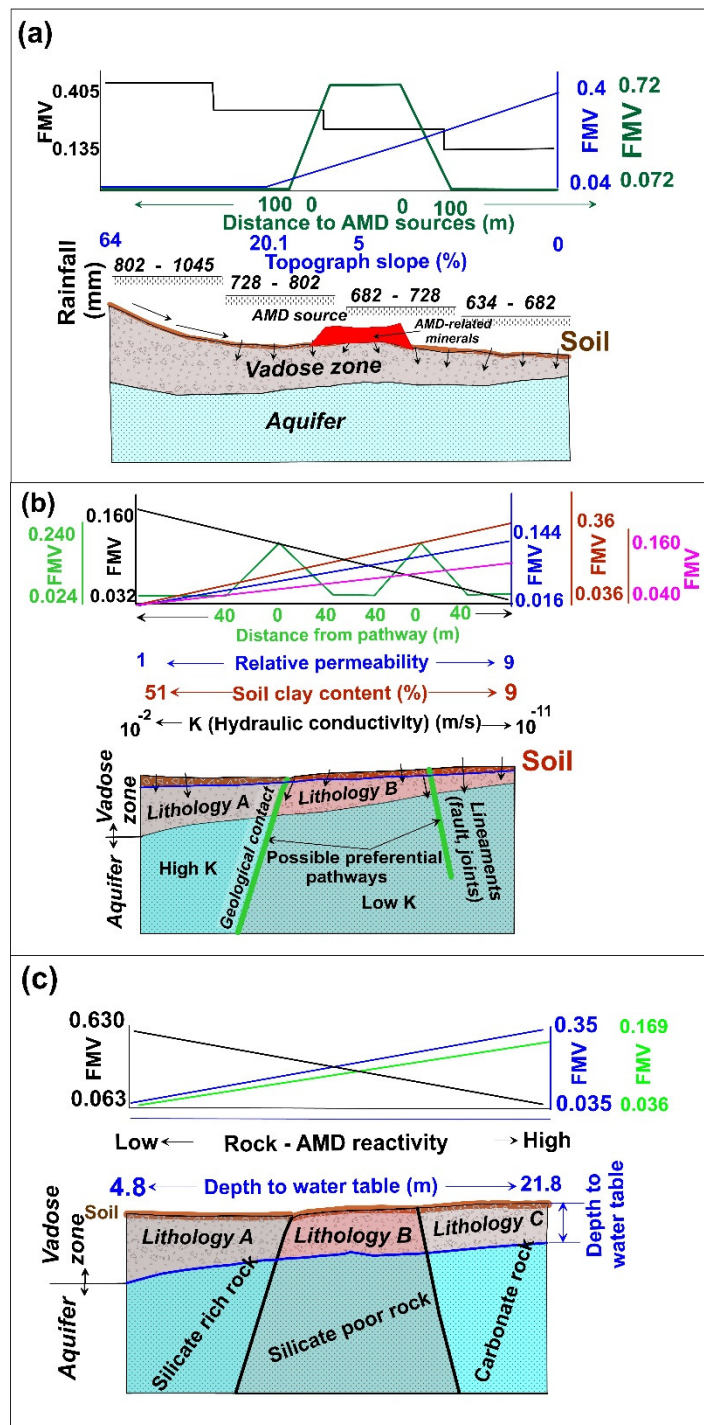 (a)
0.405
FMV
0.135
0.4
FMV
0.04
0.72
FMV
0.072
100 0 0 100
Distance to AMD sources (m)
64 20.1 5 0
Topograph slope (%)
Rainfall
(mm)
802 - 1045
728 - 802
682 - 728
634 - 682
AMD source
AMD-related
minerals
Soil
Vadose zone
Aquifer
(b)
0.240
FMV
0.024
0.160
FMV
0.032
0.144
FMV
0.016
0.36
FMV
0.036
0.160
FMV
0.040
40 0 40 40 0 40
Distance from pathway (m)
1 Relative permeability 9
51 Soil clay content (%) 9
10-2 K (Hydraulic conductivity) (m/s) 10-11
Soil
Vadose
zone
Aquifer
Lithology A
Lithology B
Geological contact
Possible preferential
pathways
Lineaments
(fault, joints)
High K
Low K
(c)
0.630
FMV
0.063
0.35
FMV
0.035
0.169
FMV
0.036
Low Rock - AMD reactivity High
4.8 Depth to water table (m) 21.8
Soil
Vadose
zone
Aquifer
Lithology A
Lithology B
Lithology C
Depth to
water table
Silicate rich rock
Silicate poor rock
Carbonate rock